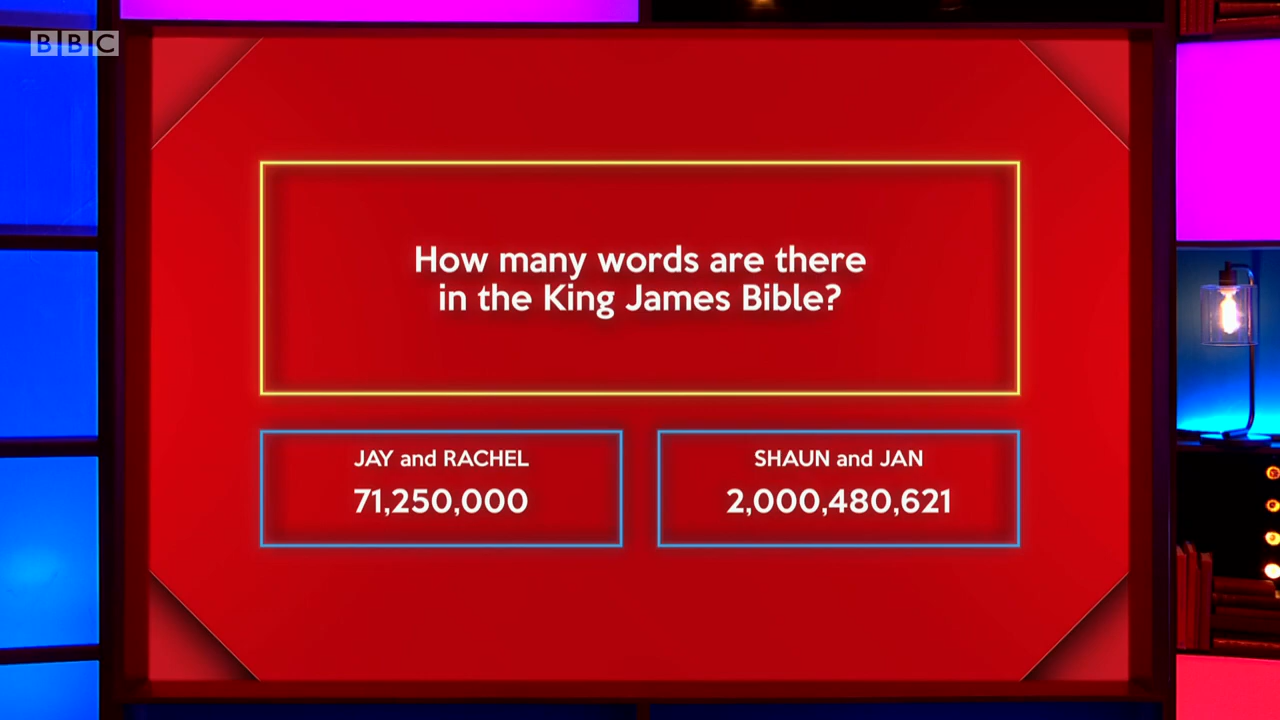 BBC
How many words are there
in the King James Bible?
JAY and RACHEL
71,250,000
SHAUN and JAN
2,000,480,621